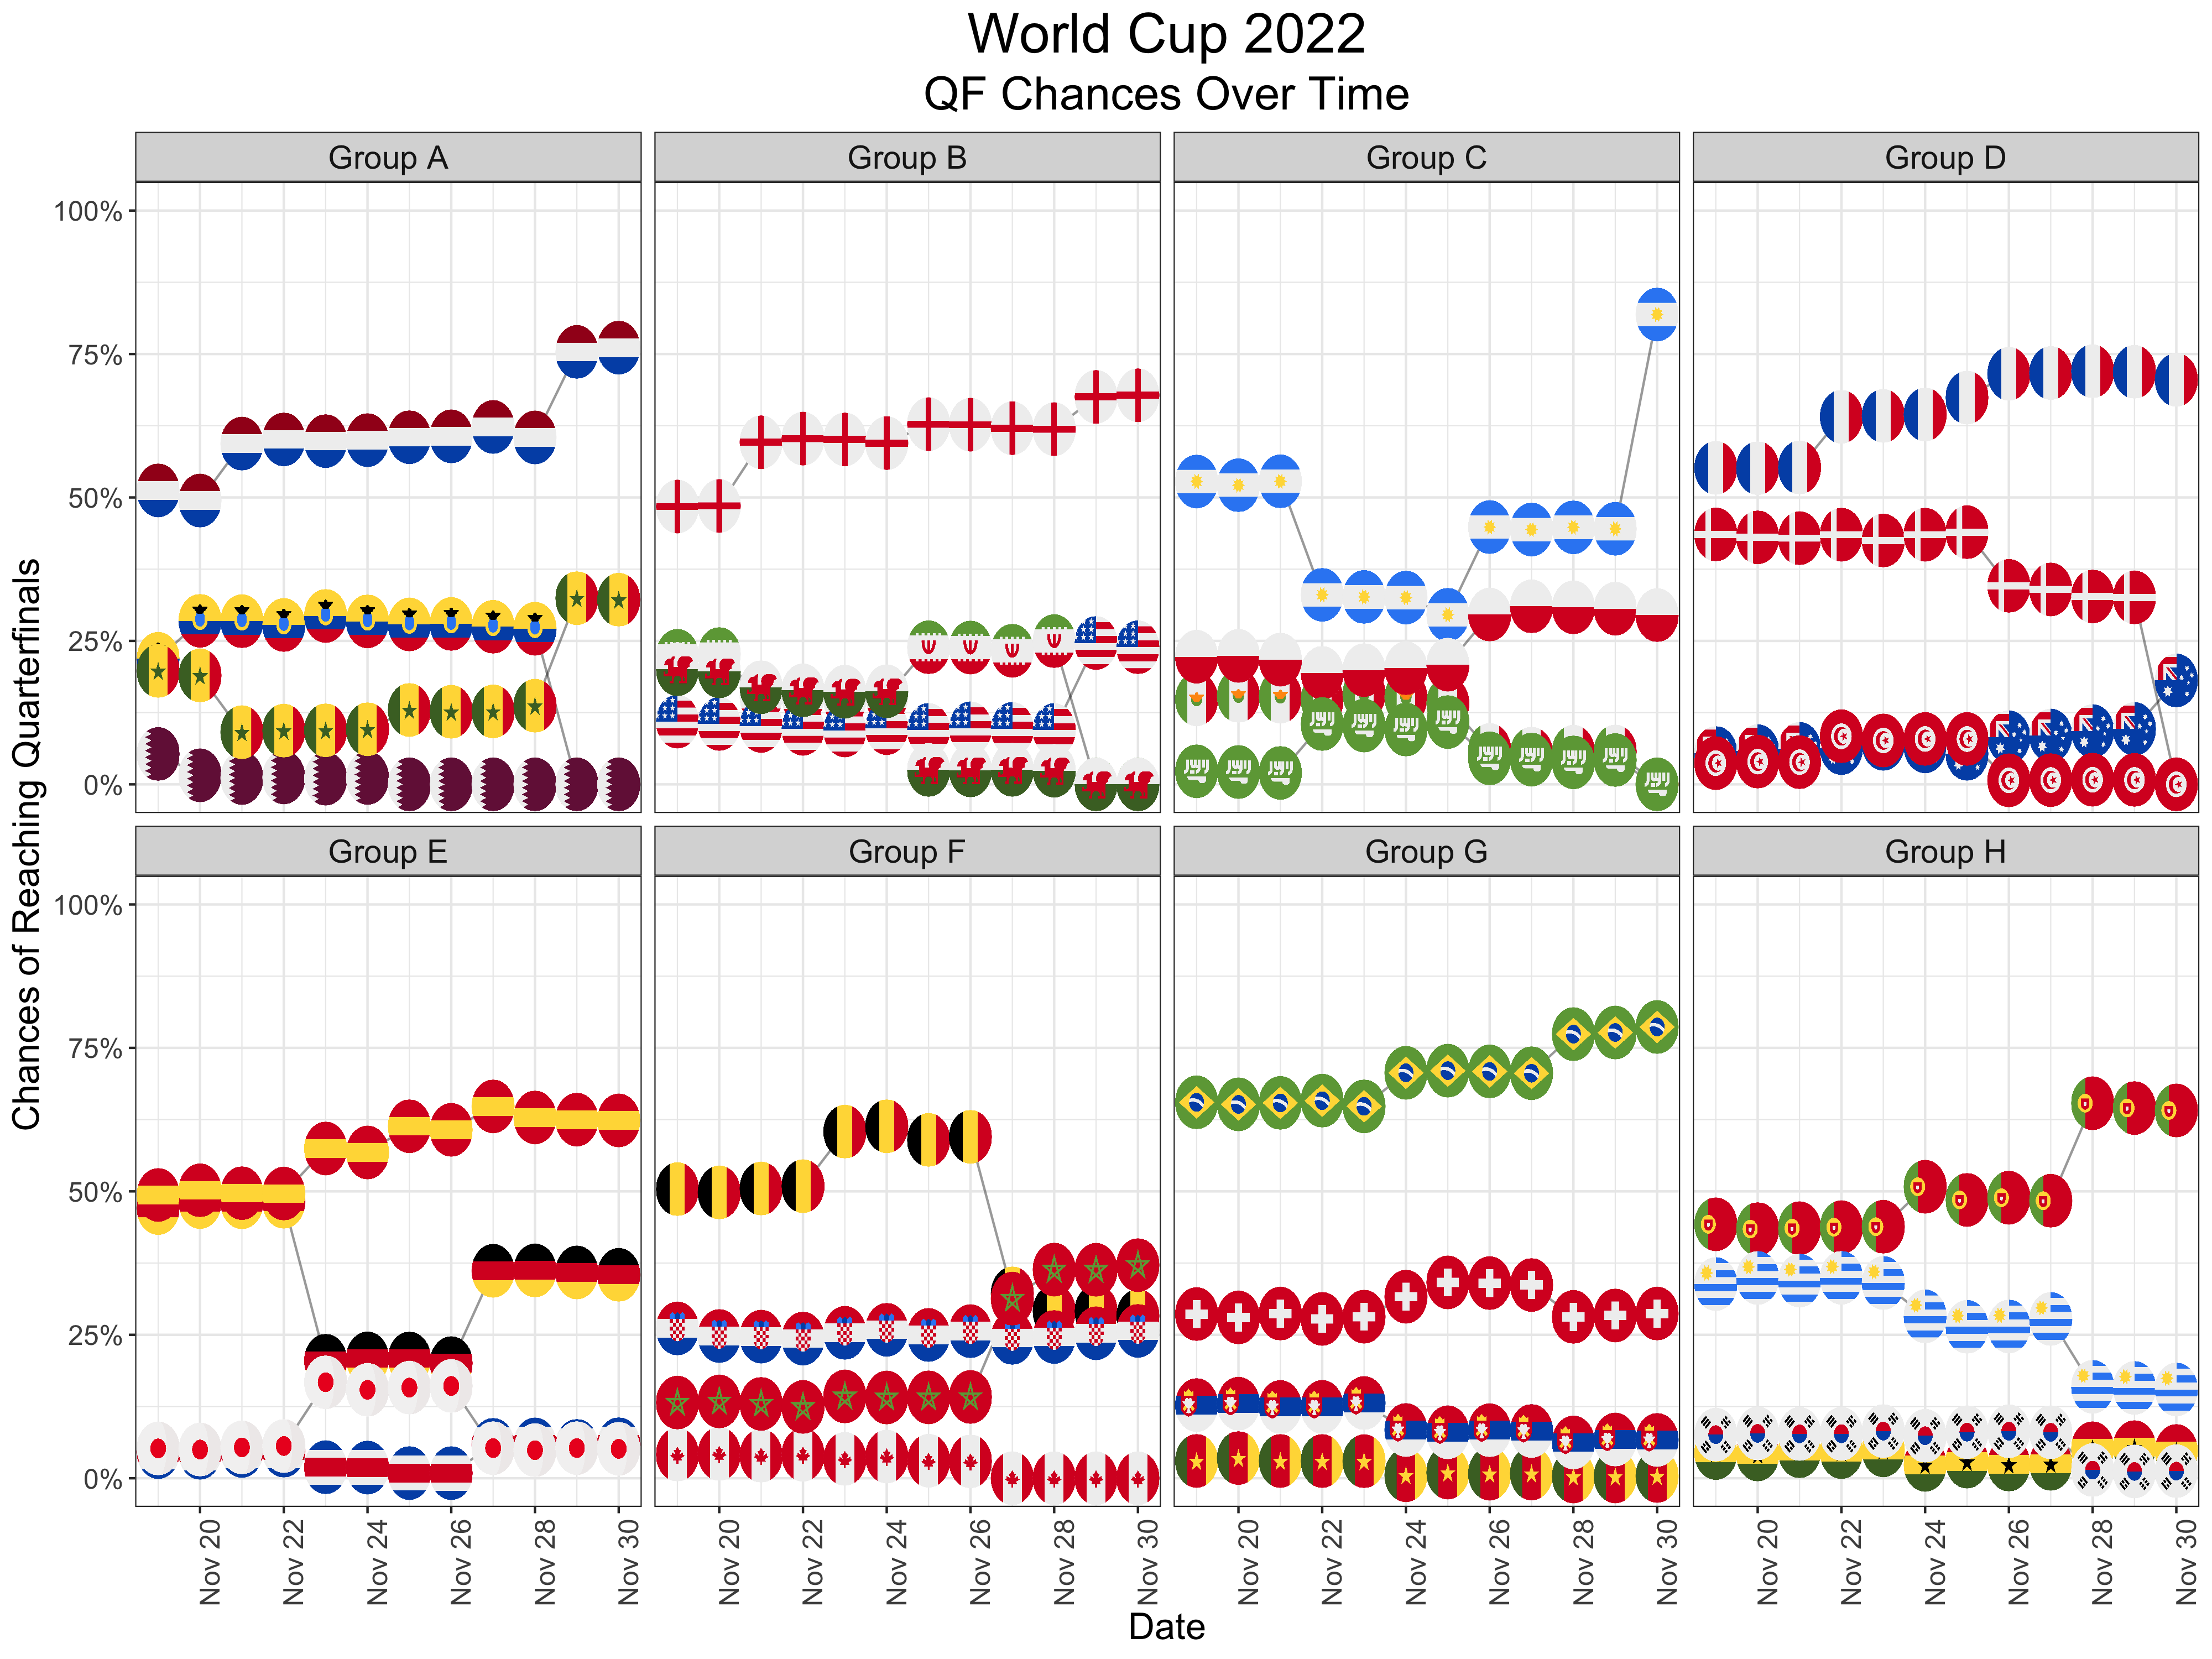 World Cup 2022
QF Chances Over Time
Group A
Group B
Group C
Group D
100%
75%
50%
25%
0%
Group E
Group F
Group G
Group H
100%
75%
50%
25%
0%
Chances of Reaching Quarterfinals
Nov 20
Nov 22
Nov 24
Nov 26
Nov 28
Nov 30
Nov 20
Nov 22
Nov 24
Nov 26
Nov 28
Nov 30
Nov 20
Nov 22
Nov 24
Nov 26
Nov 28
Nov 30
Nov 20
Nov 22
Nov 24
Nov 26
Nov 28
Nov 30
Date